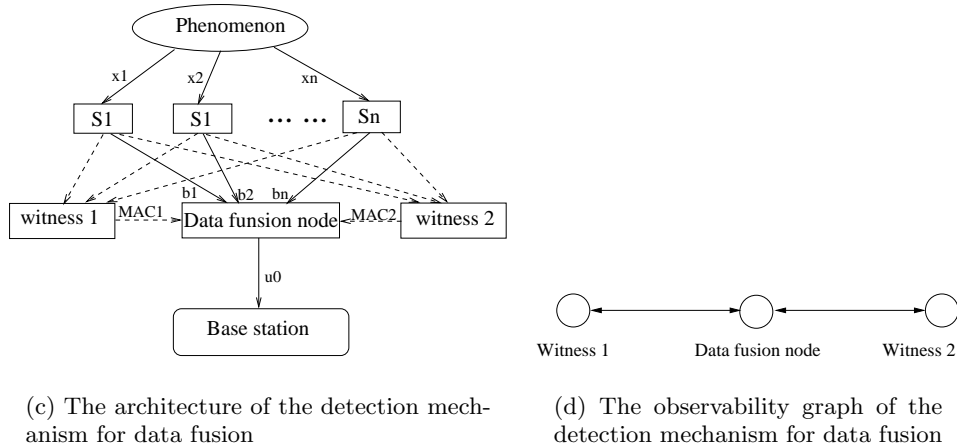 Phenomenon
x1
x2
xn
S1
S1
... ...
Sn
b1
b2
bn
witness 1
MAC1
Data funsion node
MAC2
witness 2
u0
Base station
Witness 1
Data fusion node
Witness 2
(c) The architecture of the detection mech-
anism for data fusion
(d) The observability graph of the
detection mechanism for data fusion